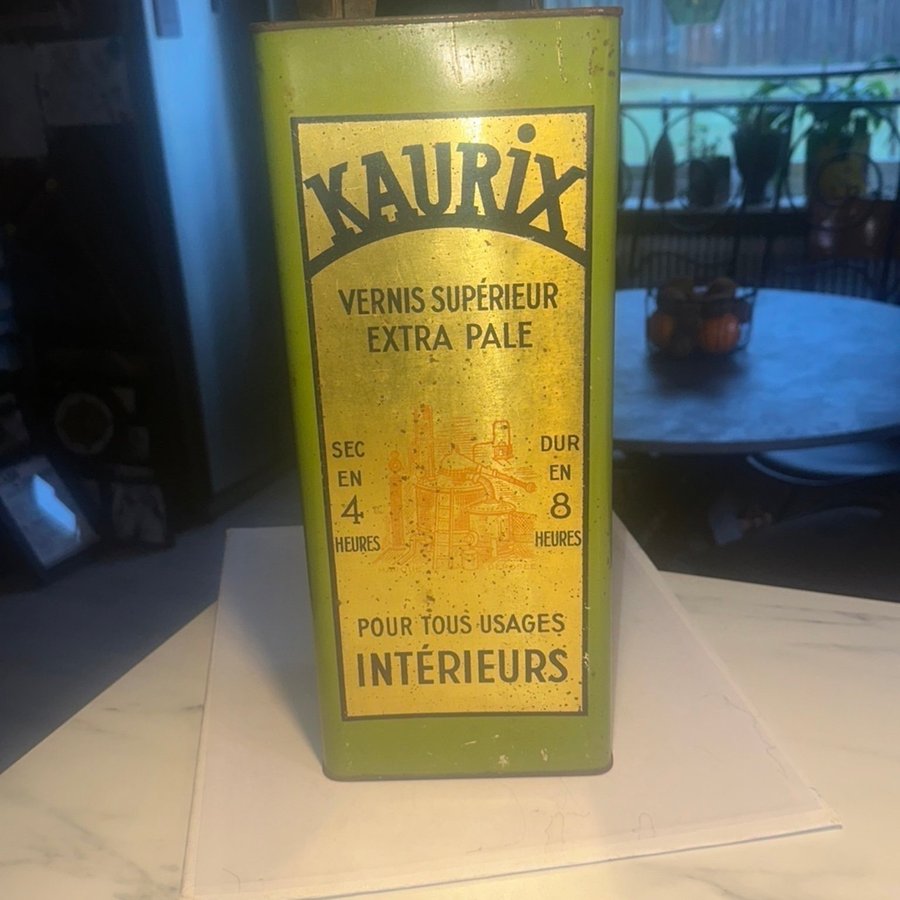 KAURiX
VERNIS SUPÉRIEUR
EXTRA PALE
SEC
EN
4
HEURES
DUR
EN
8
HEURES
POUR TOUS USAGES
INTÉRIEURS